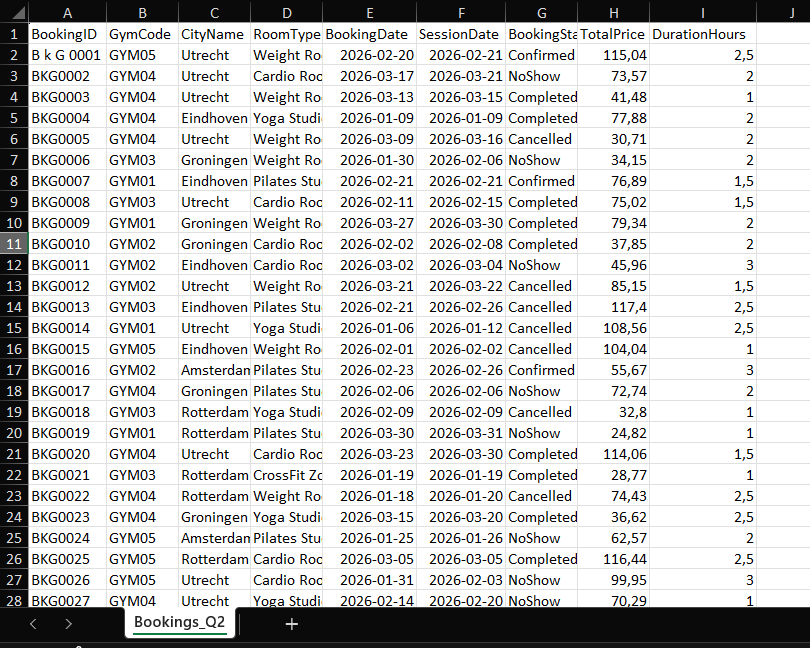 A B C D E F G H I J
1 BookingID GymCode CityName RoomType BookingDate SessionDate BookingSta TotalPrice DurationHours
2 B k G 0001 GYM05 Utrecht Weight Ro 2026-02-20 2026-02-21 Confirmed 115,04 2,5
3 BKG0002 GYM04 Utrecht Cardio Roo 2026-03-17 2026-03-21 NoShow 73,57 2
4 BKG0003 GYM04 Utrecht Weight Ro 2026-03-13 2026-03-15 Completed 41,48 1
5 BKG0004 GYM04 Eindhoven Yoga Studi 2026-01-09 2026-01-09 Completed 77,88 2
6 BKG0005 GYM04 Utrecht Weight Ro 2026-03-09 2026-03-16 Cancelled 30,71 2
7 BKG0006 GYM03 Groningen Weight Ro 2026-01-30 2026-02-06 NoShow 34,15 2
8 BKG0007 GYM01 Eindhoven Pilates Stu 2026-02-21 2026-02-21 Confirmed 76,89 1,5
9 BKG0008 GYM03 Utrecht Cardio Roo 2026-02-11 2026-02-15 Completed 75,02 1,5
10 BKG0009 GYM01 Groningen Weight Ro 2026-03-27 2026-03-30 Completed 79,34 2
11 BKG0010 GYM02 Groningen Cardio Roo 2026-02-02 2026-02-08 Completed 37,85 2
12 BKG0011 GYM02 Eindhoven Cardio Roo 2026-03-02 2026-03-04 NoShow 45,96 3
13 BKG0012 GYM02 Utrecht Weight Ro 2026-03-21 2026-03-22 Cancelled 85,15 1,5
14 BKG0013 GYM03 Eindhoven Pilates Stu 2026-02-21 2026-02-26 Cancelled 117,4 2,5
15 BKG0014 GYM01 Utrecht Yoga Studi 2026-01-06 2026-01-12 Cancelled 108,56 2,5
16 BKG0015 GYM05 Eindhoven Weight Ro 2026-02-01 2026-02-02 Cancelled 104,04 1
17 BKG0016 GYM02 Amsterdam Pilates Stu 2026-02-23 2026-02-26 Confirmed 55,67 3
18 BKG0017 GYM04 Groningen Pilates Stu 2026-02-06 2026-02-06 NoShow 72,74 2
19 BKG0018 GYM03 Rotterdam Yoga Studi 2026-02-09 2026-02-09 Cancelled 32,8 1
20 BKG0019 GYM01 Rotterdam Pilates Stu 2026-03-30 2026-03-31 NoShow 24,82 1
21 BKG0020 GYM04 Utrecht Cardio Roo 2026-03-23 2026-03-30 Completed 114,06 1,5
22 BKG0021 GYM03 Rotterdam CrossFit Zo 2026-01-19 2026-01-19 Completed 28,77 1
23 BKG0022 GYM04 Rotterdam Weight Ro 2026-01-18 2026-01-20 Cancelled 74,43 2,5
24 BKG0023 GYM04 Groningen Yoga Studi 2026-03-15 2026-03-20 Completed 36,62 2,5
25 BKG0024 GYM05 Amsterdam Pilates Stu 2026-01-25 2026-01-26 NoShow 62,57 2
26 BKG0025 GYM05 Rotterdam Cardio Roo 2026-03-05 2026-03-05 Completed 116,44 2,5
27 BKG0026 GYM05 Utrecht Cardio Roo 2026-01-31 2026-02-03 NoShow 99,95 3
28 BKG0027 GYM04 Utrecht Yoga Studi 2026-02-14 2026-02-20 NoShow 70,29 1
Bookings_Q2